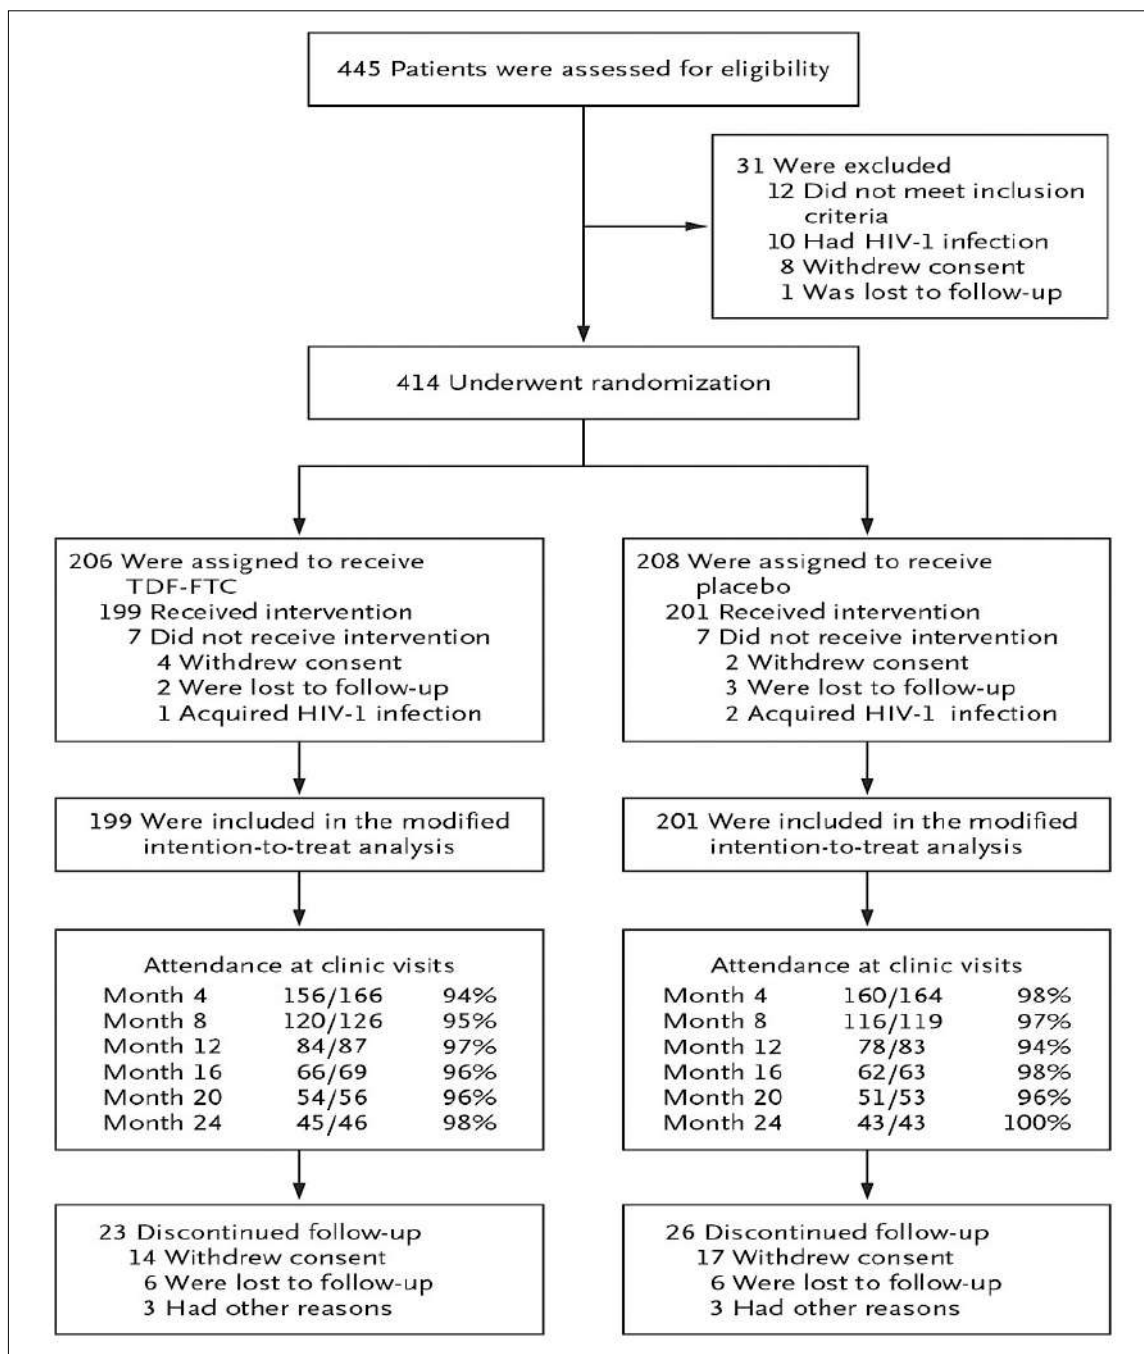 445 Patients were assessed for eligibility
31 Were excluded
12 Did not meet inclusion
criteria
10 Had HIV-1 infection
8 Withdrew consent
1 Was lost to follow-up
414 Underwent randomization
206 Were assigned to receive
TDF-FTC
199 Received intervention
7 Did not receive intervention
4 Withdrew consent
2 Were lost to follow-up
1 Acquired HIV-1 infection
208 Were assigned to receive
placebo
201 Received intervention
7 Did not receive intervention
2 Withdrew consent
3 Were lost to follow-up
2 Acquired HIV-1 infection
199 Were included in the modified
intention-to-treat analysis
201 Were included in the modified
intention-to-treat analysis
Attendance at clinic visits
Month 4 156/166 94%
Month 8 120/126 95%
Month 12 84/87 97%
Month 16 66/69 96%
Month 20 54/56 96%
Month 24 45/46 98%
Attendance at clinic visits
Month 4 160/164 98%
Month 8 116/119 97%
Month 12 78/83 94%
Month 16 62/63 98%
Month 20 51/53 96%
Month 24 43/43 100%
23 Discontinued follow-up
14 Withdrew consent
6 Were lost to follow-up
3 Had other reasons
26 Discontinued follow-up
17 Withdrew consent
6 Were lost to follow-up
3 Had other reasons